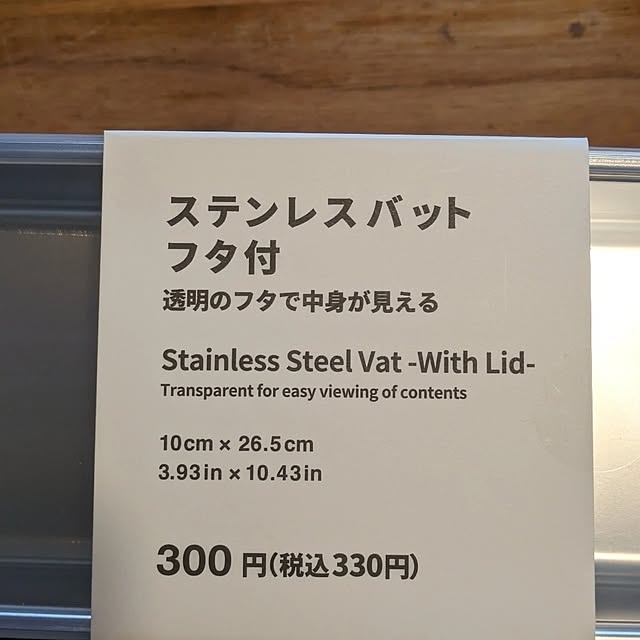 ステンレスバット
フタ付
透明のフタで中身が見える
Stainless Steel Vat -With Lid-
Transparent for easy viewing of contents
10cm × 26.5cm
3.93in × 10.43in
300 円(税込330円)